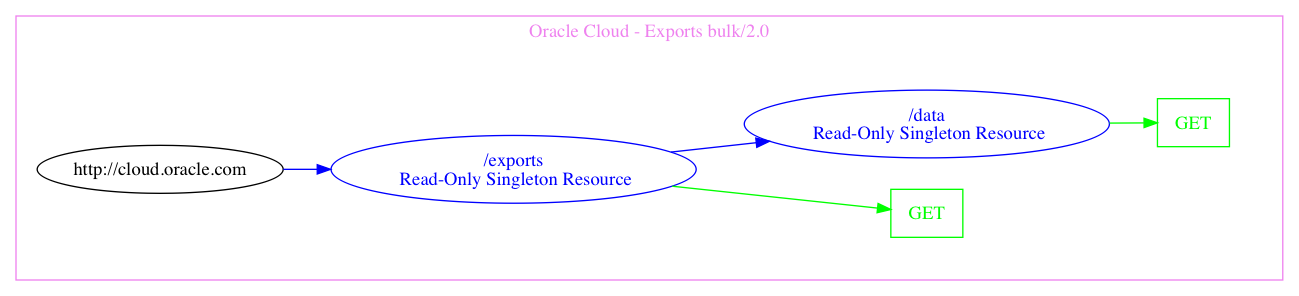 Oracle Cloud - Exports bulk/2.0
http://cloud.oracle.com
/exports
Read-Only Singleton Resource
/data
Read-Only Singleton Resource
GET
GET